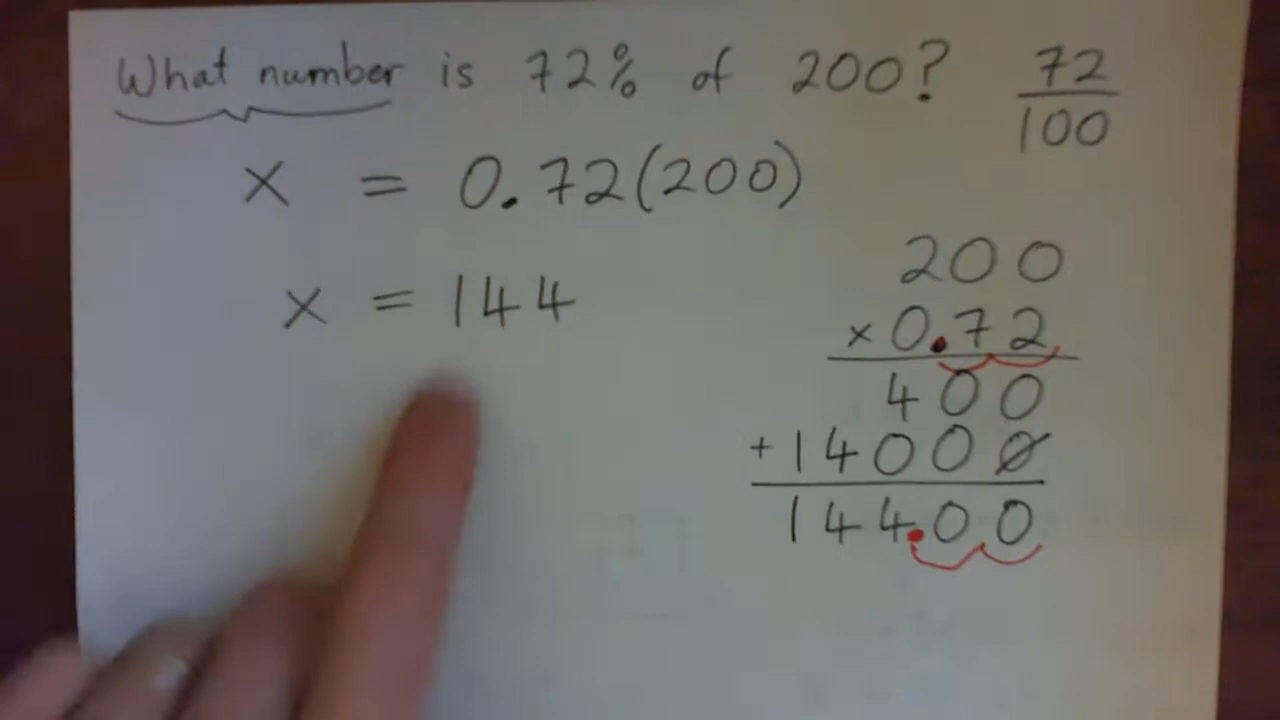 What number is 72% of 200? 72/100
x = 0.72(200)
x = 144
200
× 0.72
400
+ 14000
144.00